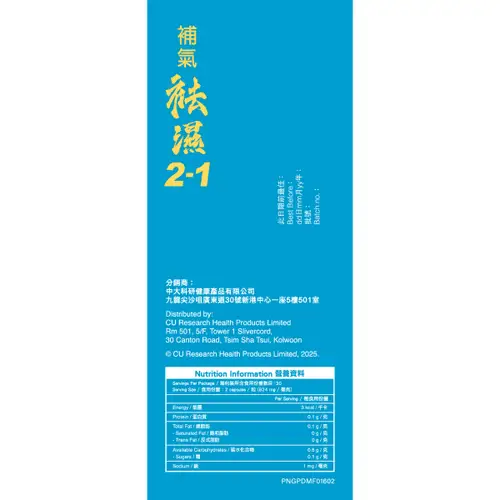 補氣
祛濕
2-1
此日期前最佳：
Best Before：
dd日mm月yy年：
批號：
Batch no.：
分銷商：
中大科研健康產品有限公司
九龍尖沙咀廣東道30號新港中心一座5樓501室
Distributed by:
CU Research Health Products Limited
Rm 501, 5/F, Tower 1 Slivercord,
30 Canton Road, Tsim Sha Tsui, Kolwoon
© CU Research Health Products Limited, 2025.
Nutrition Information 營養資料
Servings Per Package / 每包裝所含食用份量數目 :30
Serving Size / 食用份量 : 2 capsules / 粒
Per Serving / 每食用份量
Energy / 能量 3 kcal / 千卡
Protein / 蛋白質 0.1 g / 克
Total Fat / 總脂肪 0.1 g / 克
- Saturated Fat / 飽和脂肪 0 g / 克
- Trans Fat / 反式脂肪 0 g / 克
Available Carbohydrates / 碳水化合物 0.5 g / 克
- Sugars / 糖 0.1 g / 克
Sodium / 鈉 1 mg / 毫克
PNGPDMF01602